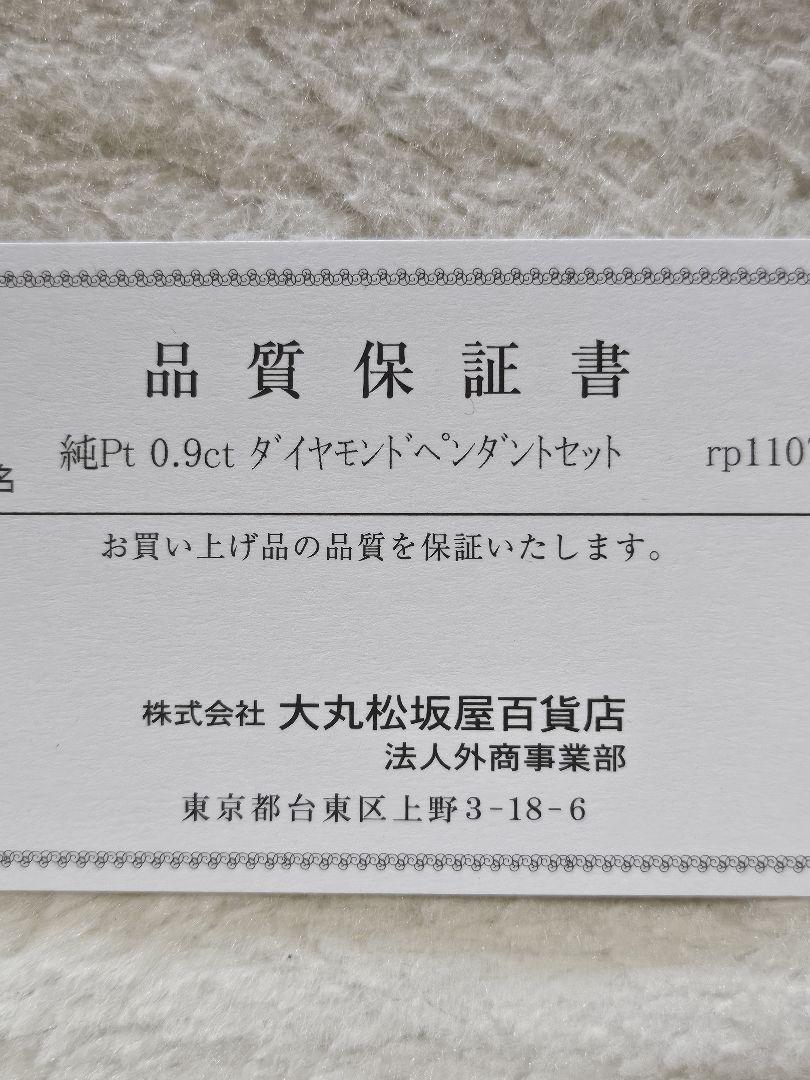 品質保証書
名 純Pt 0.9ct ﾀﾞｲﾔﾓﾝﾄﾞﾍﾟﾝﾀﾞﾝﾄｾｯﾄ rp1107
お買い上げ品の品質を保証いたします。
株式会社 大丸松坂屋百貨店
法人外商事業部
東京都台東区上野3-18-6